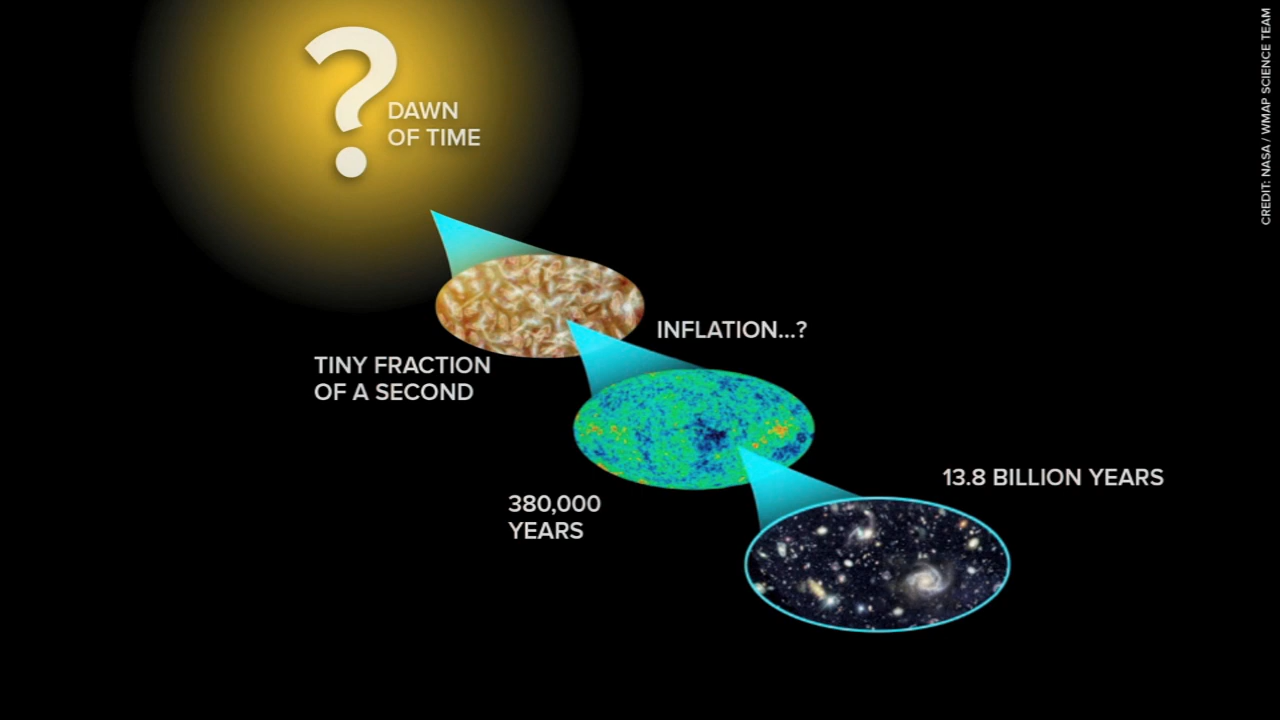 ?
DAWN
OF TIME
INFLATION...?
TINY FRACTION
OF A SECOND
13.8 BILLION YEARS
380,000
YEARS
CREDIT: NASA / WMAP SCIENCE TEAM